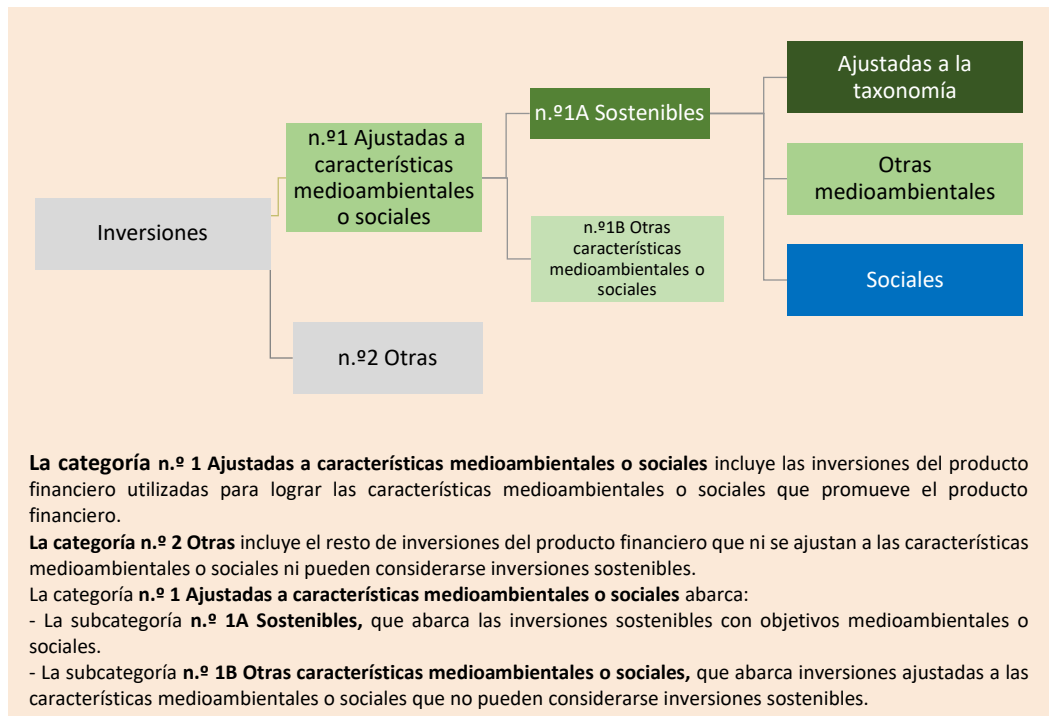 Ajustadas a la
taxonomía
n.º1A Sostenibles
n.º1 Ajustadas a
características
medioambientales
o sociales
Otras
medioambientales
Inversiones
n.º1B Otras
características
medioambientales o
sociales
Sociales
n.º2 Otras
La categoría n.º 1 Ajustadas a características medioambientales o sociales incluye las inversiones del producto
financiero utilizadas para lograr las características medioambientales o sociales que promueve el producto
financiero.
La categoría n.º 2 Otras incluye el resto de inversiones del producto financiero que ni se ajustan a las características
medioambientales o sociales ni pueden considerarse inversiones sostenibles.
La categoría n.º 1 Ajustadas a características medioambientales o sociales abarca:
- La subcategoría n.º 1A Sostenibles, que abarca las inversiones sostenibles con objetivos medioambientales o
sociales.
- La subcategoría n.º 1B Otras características medioambientales o sociales, que abarca inversiones ajustadas a las
características medioambientales o sociales que no pueden considerarse inversiones sostenibles.